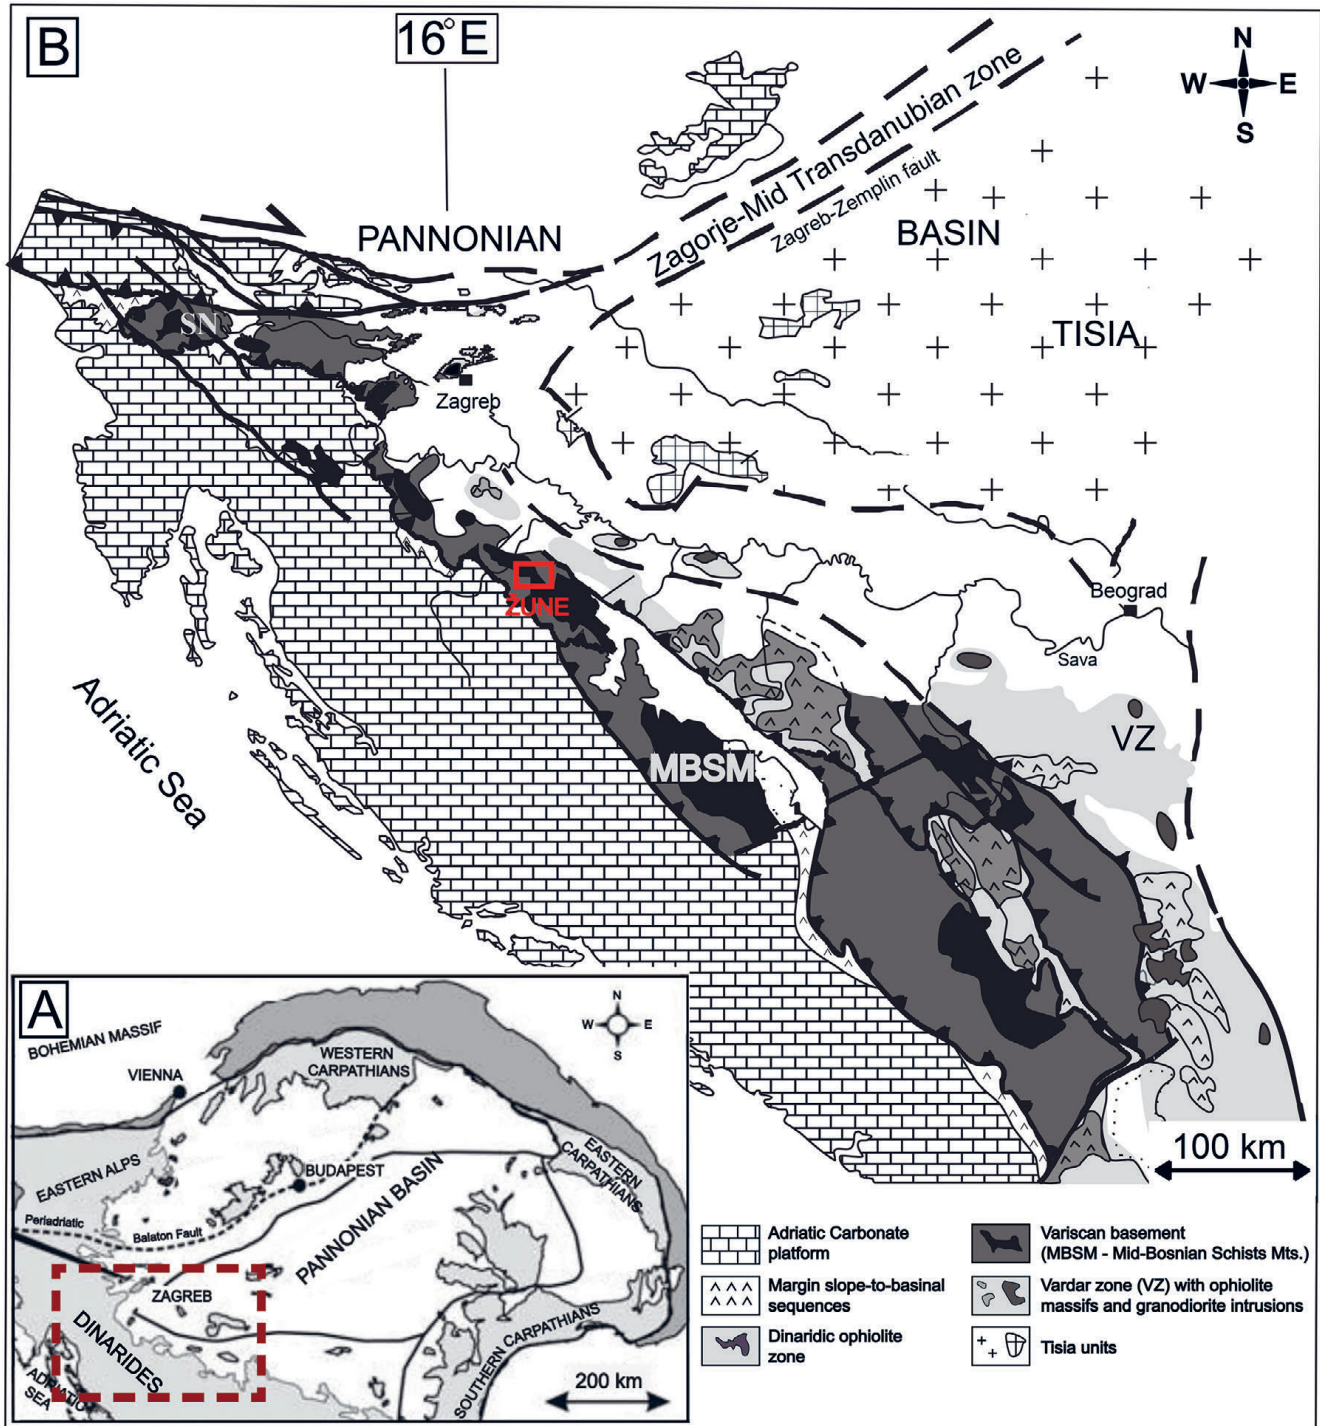 B
16°E
N
W E
S
Zagorje-Mid Transdanubian zone
Zagreb-Zemplin fault
PANNONIAN
BASIN
TISIA
SN
Zagreb
ŽUNE
Beograd
Sava
VZ
MBSM
Adriatic Sea
100 km
A
N
W E
S
BOHEMIAN MASSIF
VIENNA
WESTERN
CARPATHIANS
EASTERN ALPS
BUDAPEST
EASTERN
CARPATHIANS
PANNONIAN BASIN
Periadriatic
Balaton Fault
ZAGREB
DINARIDES
SOUTHERN CARPATHIANS
ADRIATIC
SEA
200 km
Adriatic Carbonate
platform
Margin slope-to-basinal
sequences
Dinaridic ophiolite
zone
Variscan basement
(MBSM - Mid-Bosnian Schists Mts.)
Vardar zone (VZ) with ophiolite
massifs and granodiorite intrusions
Tisia units